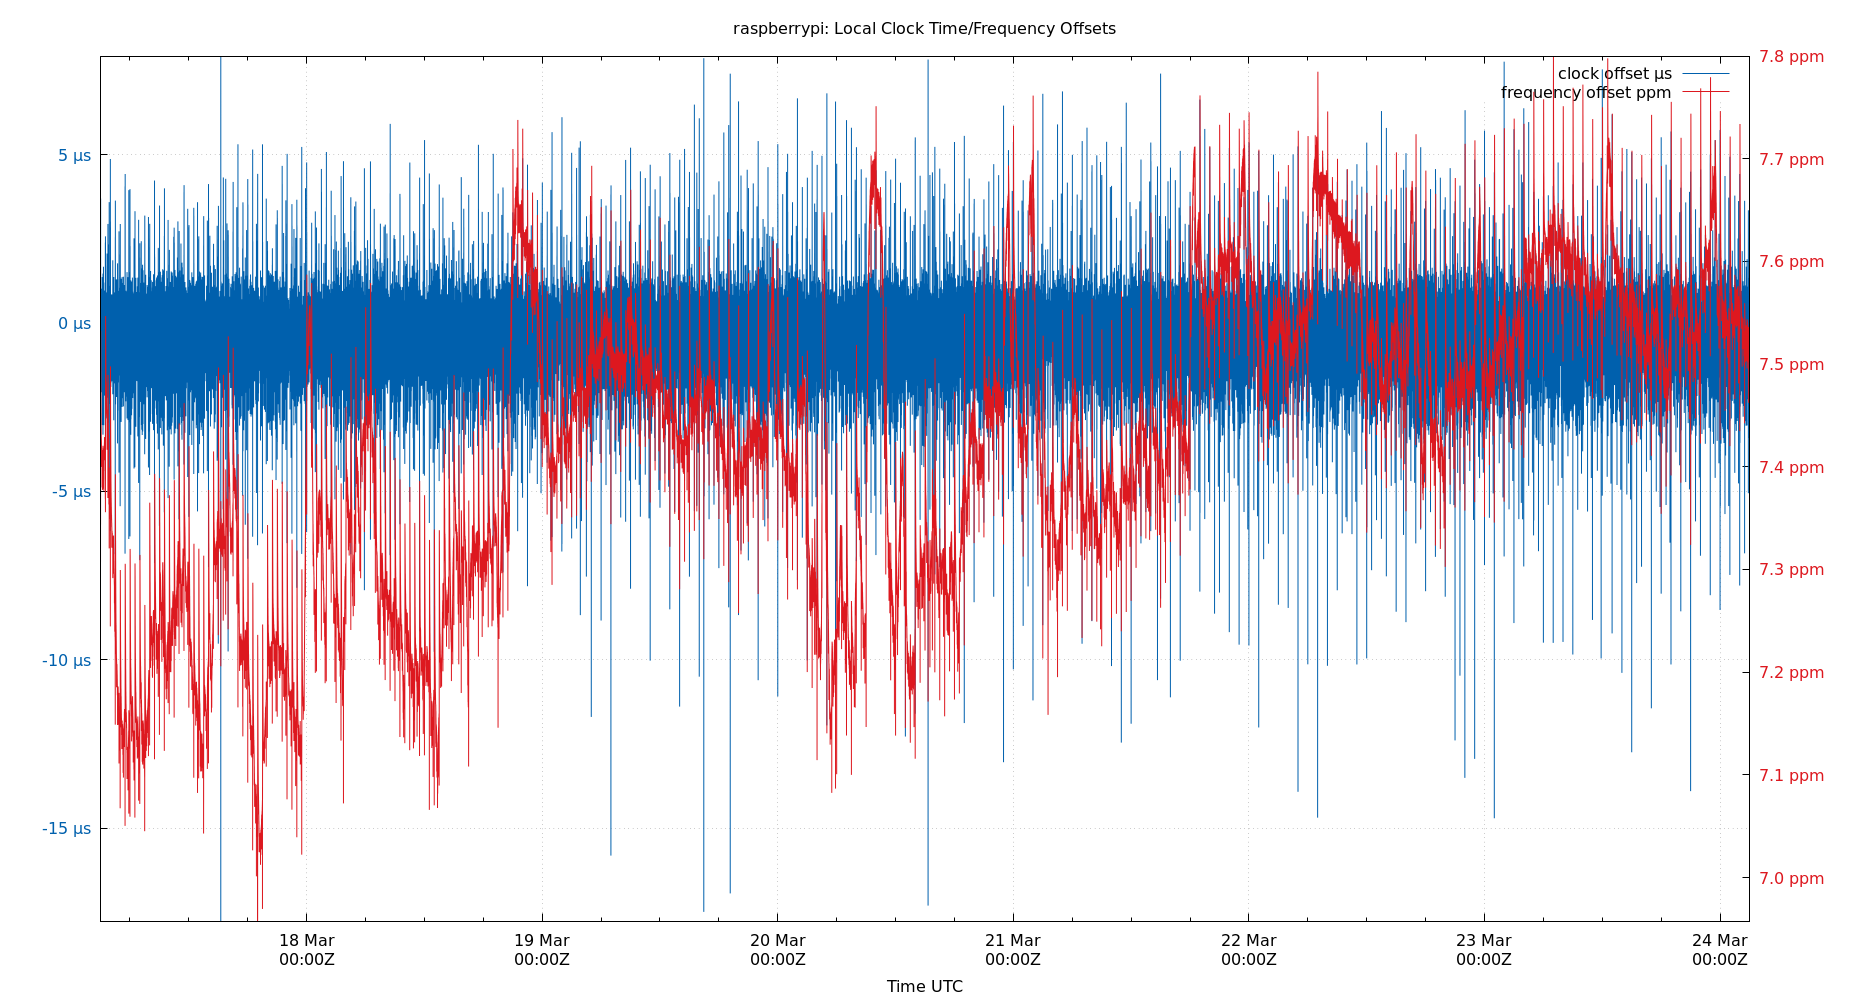 raspberrypi: Local Clock Time/Frequency Offsets
clock offset µs
frequency offset ppm
5 µs
0 µs
-5 µs
-10 µs
-15 µs
7.8 ppm
7.7 ppm
7.6 ppm
7.5 ppm
7.4 ppm
7.3 ppm
7.2 ppm
7.1 ppm
7.0 ppm
18 Mar
00:00Z
19 Mar
00:00Z
20 Mar
00:00Z
21 Mar
00:00Z
22 Mar
00:00Z
23 Mar
00:00Z
24 Mar
00:00Z
Time UTC